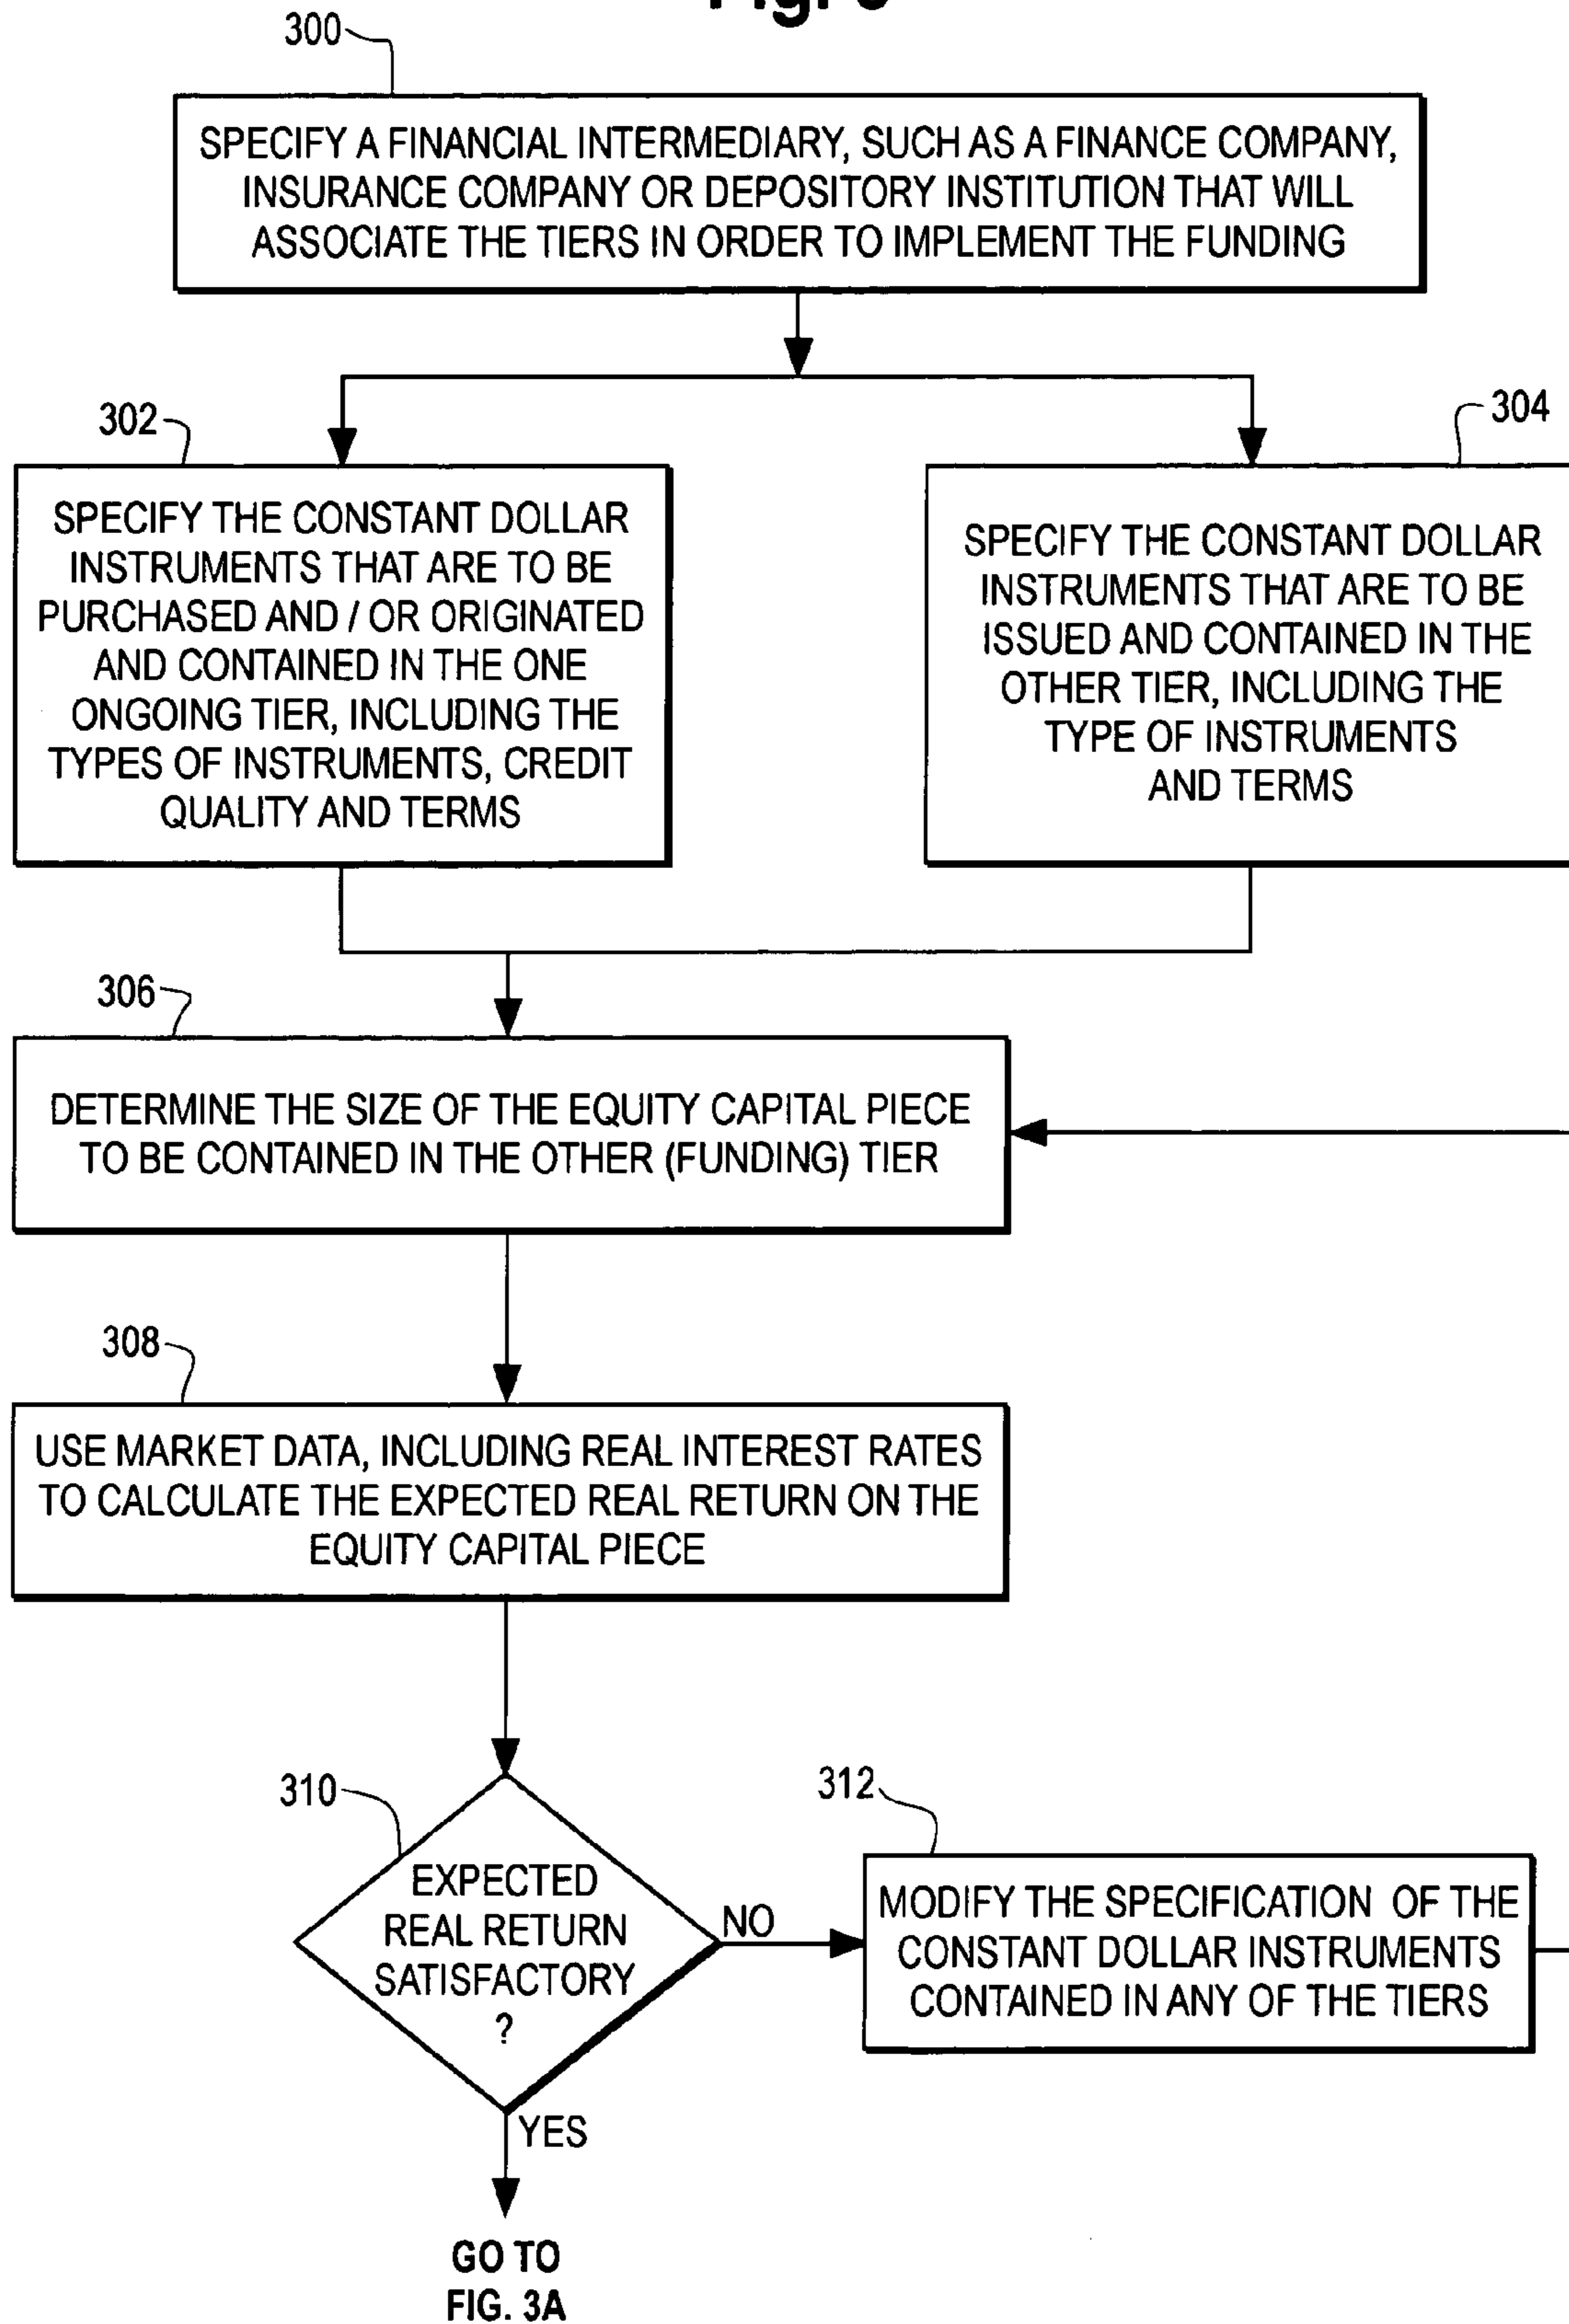 Fig. 3
300
SPECIFY A FINANCIAL INTERMEDIARY, SUCH AS A FINANCE COMPANY,
INSURANCE COMPANY OR DEPOSITORY INSTITUTION THAT WILL
ASSOCIATE THE TIERS IN ORDER TO IMPLEMENT THE FUNDING
302
SPECIFY THE CONSTANT DOLLAR
INSTRUMENTS THAT ARE TO BE
PURCHASED AND / OR ORIGINATED
AND CONTAINED IN THE ONE
ONGOING TIER, INCLUDING THE
TYPES OF INSTRUMENTS, CREDIT
QUALITY AND TERMS
304
SPECIFY THE CONSTANT DOLLAR
INSTRUMENTS THAT ARE TO BE
ISSUED AND CONTAINED IN THE
OTHER TIER, INCLUDING THE
TYPE OF INSTRUMENTS
AND TERMS
306
DETERMINE THE SIZE OF THE EQUITY CAPITAL PIECE
TO BE CONTAINED IN THE OTHER (FUNDING) TIER
308
USE MARKET DATA, INCLUDING REAL INTEREST RATES
TO CALCULATE THE EXPECTED REAL RETURN ON THE
EQUITY CAPITAL PIECE
310
EXPECTED
REAL RETURN
SATISFACTORY
?
NO
312
MODIFY THE SPECIFICATION OF THE
CONSTANT DOLLAR INSTRUMENTS
CONTAINED IN ANY OF THE TIERS
YES
GO TO
FIG. 3A